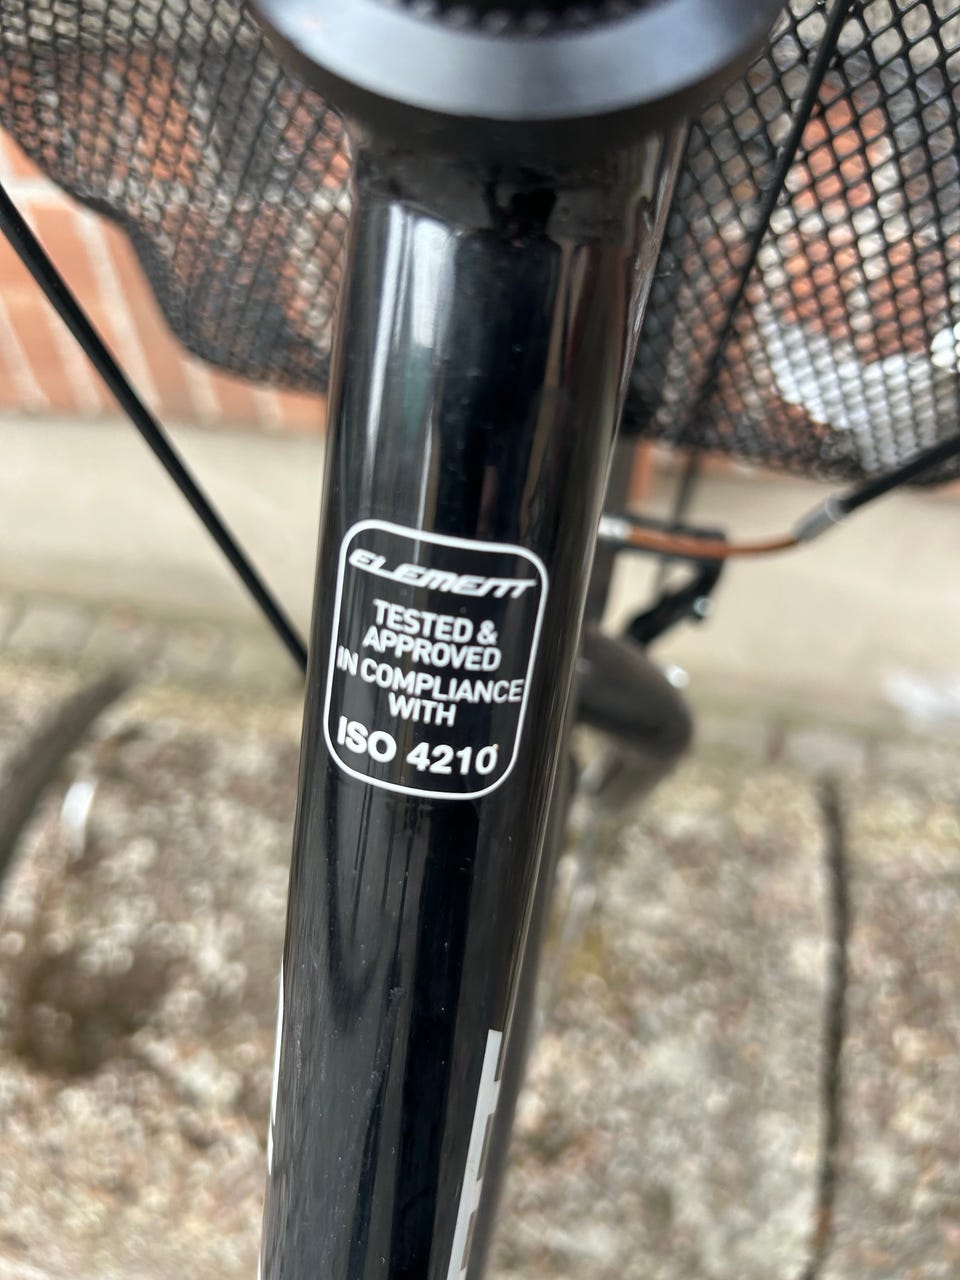 ELEMENT
TESTED &
APPROVED
IN COMPLIANCE
WITH
ISO 4210